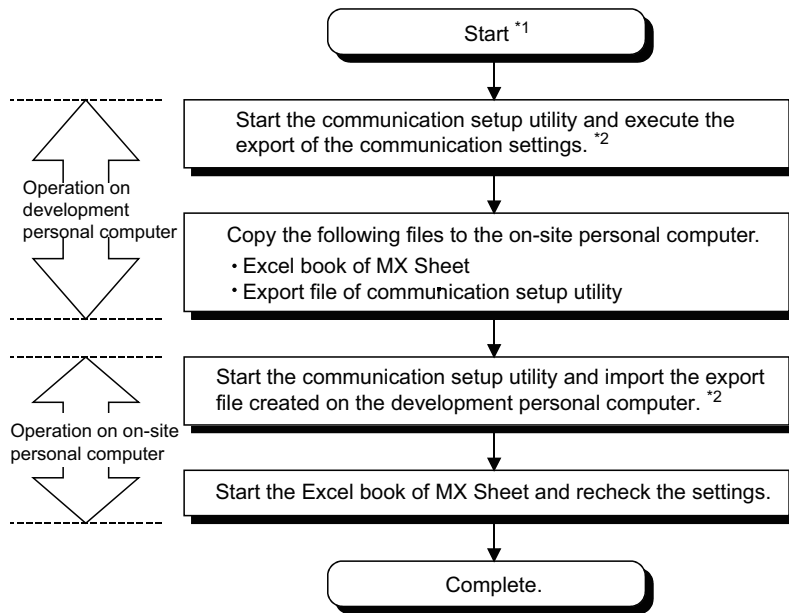 Start *1
Start the communication setup utility and execute the
export of the communication settings. *2
Operation on
development
personal computer
Copy the following files to the on-site personal computer.
・Excel book of MX Sheet
・Export file of communication setup utility
Start the communication setup utility and import the export
file created on the development personal computer. *2
Operation on on-site
personal computer
Start the Excel book of MX Sheet and recheck the settings.
Complete.